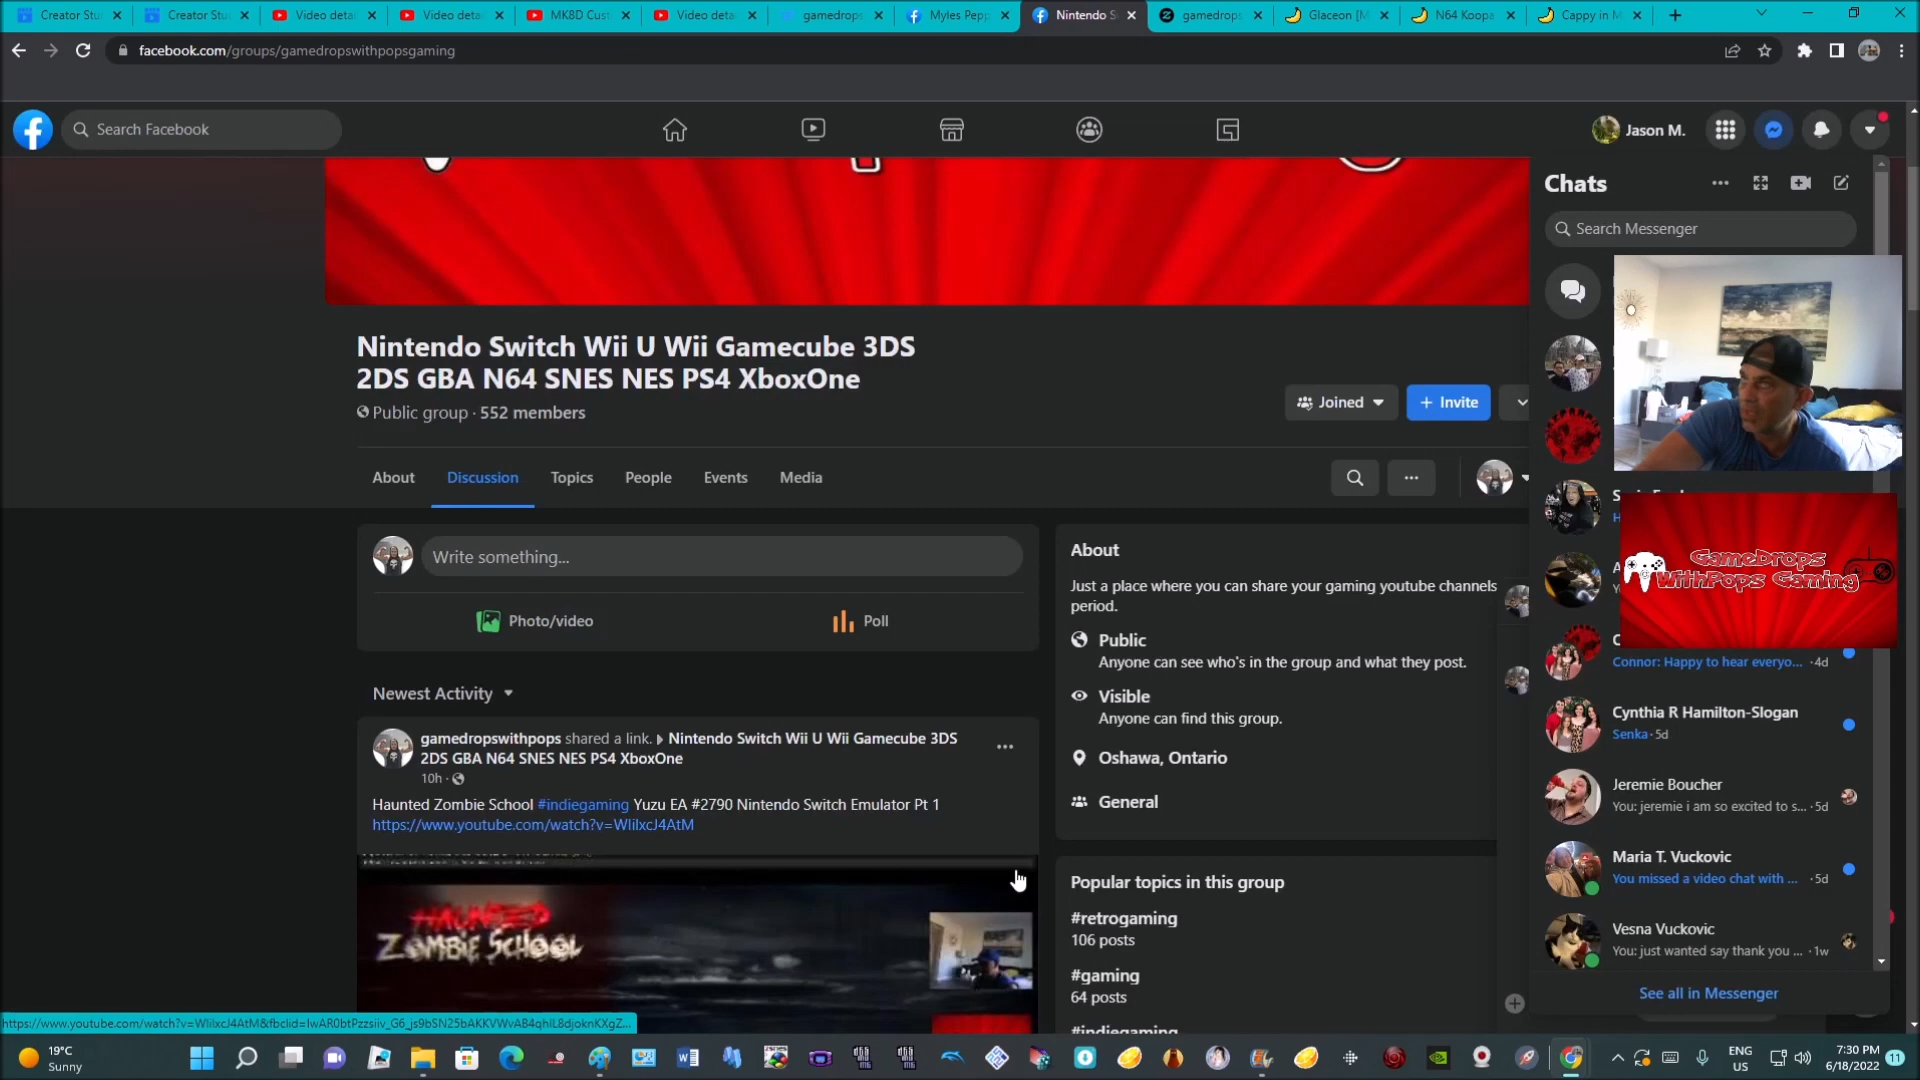 Creator Stu
Creator Stu
Video detai
Video detai
MK8D Cust
Video detai
gamedrops
Myles Pepp
Nintendo S
gamedrops
Glaceon [M
N64 Koopa
Cappy in M
facebook.com/groups/gamedropswithpopsgaming
Search Facebook
Jason M.
Chats
Search Messenger
Nintendo Switch Wii U Wii Gamecube 3DS
2DS GBA N64 SNES NES PS4 XboxOne
Public group · 552 members
Joined
+ Invite
About
Discussion
Topics
People
Events
Media
Write something...
Photo/video
Poll
Newest Activity
gamedropswithpops shared a link. Nintendo Switch Wii U Wii Gamecube 3DS
2DS GBA N64 SNES NES PS4 XboxOne
10h ·
Haunted Zombie School #indiegaming Yuzu EA #2790 Nintendo Switch Emulator Pt 1
https://www.youtube.com/watch?v=WIilxcJ4AtM
HAUNTED
ZOMBIE SCHOOL
About
Just a place where you can share your gaming youtube channels
period.
Public
Anyone can see who's in the group and what they post.
Visible
Anyone can find this group.
Oshawa, Ontario
General
Popular topics in this group
#retrogaming
106 posts
#gaming
64 posts
#indiegaming
GameDrops
WithPops Gaming
Connor: Happy to hear everyo... · 4d
Cynthia R Hamilton-Slogan
Senka · 5d
Jeremie Boucher
You: jeremie i am so excited to s... · 5d
Maria T. Vuckovic
You missed a video chat with ... · 5d
Vesna Vuckovic
You: just wanted say thank you ... · 1w
See all in Messenger
19°C
Sunny
ENG
US
7:30 PM
6/18/2022
11